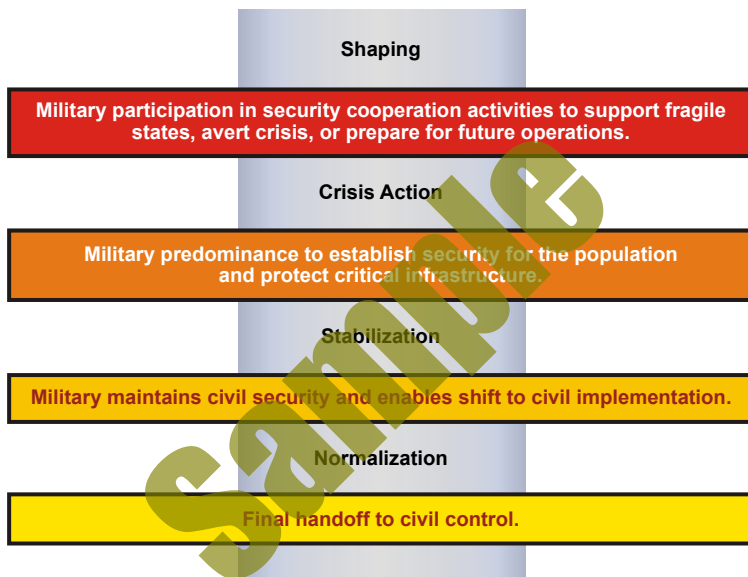 Shaping
Military participation in security cooperation activities to support fragile
states, avert crisis, or prepare for future operations.
Crisis Action
Military predominance to establish security for the population
and protect critical infrastructure.
Stabilization
Military maintains civil security and enables shift to civil implementation.
Normalization
Final handoff to civil control.
Sample